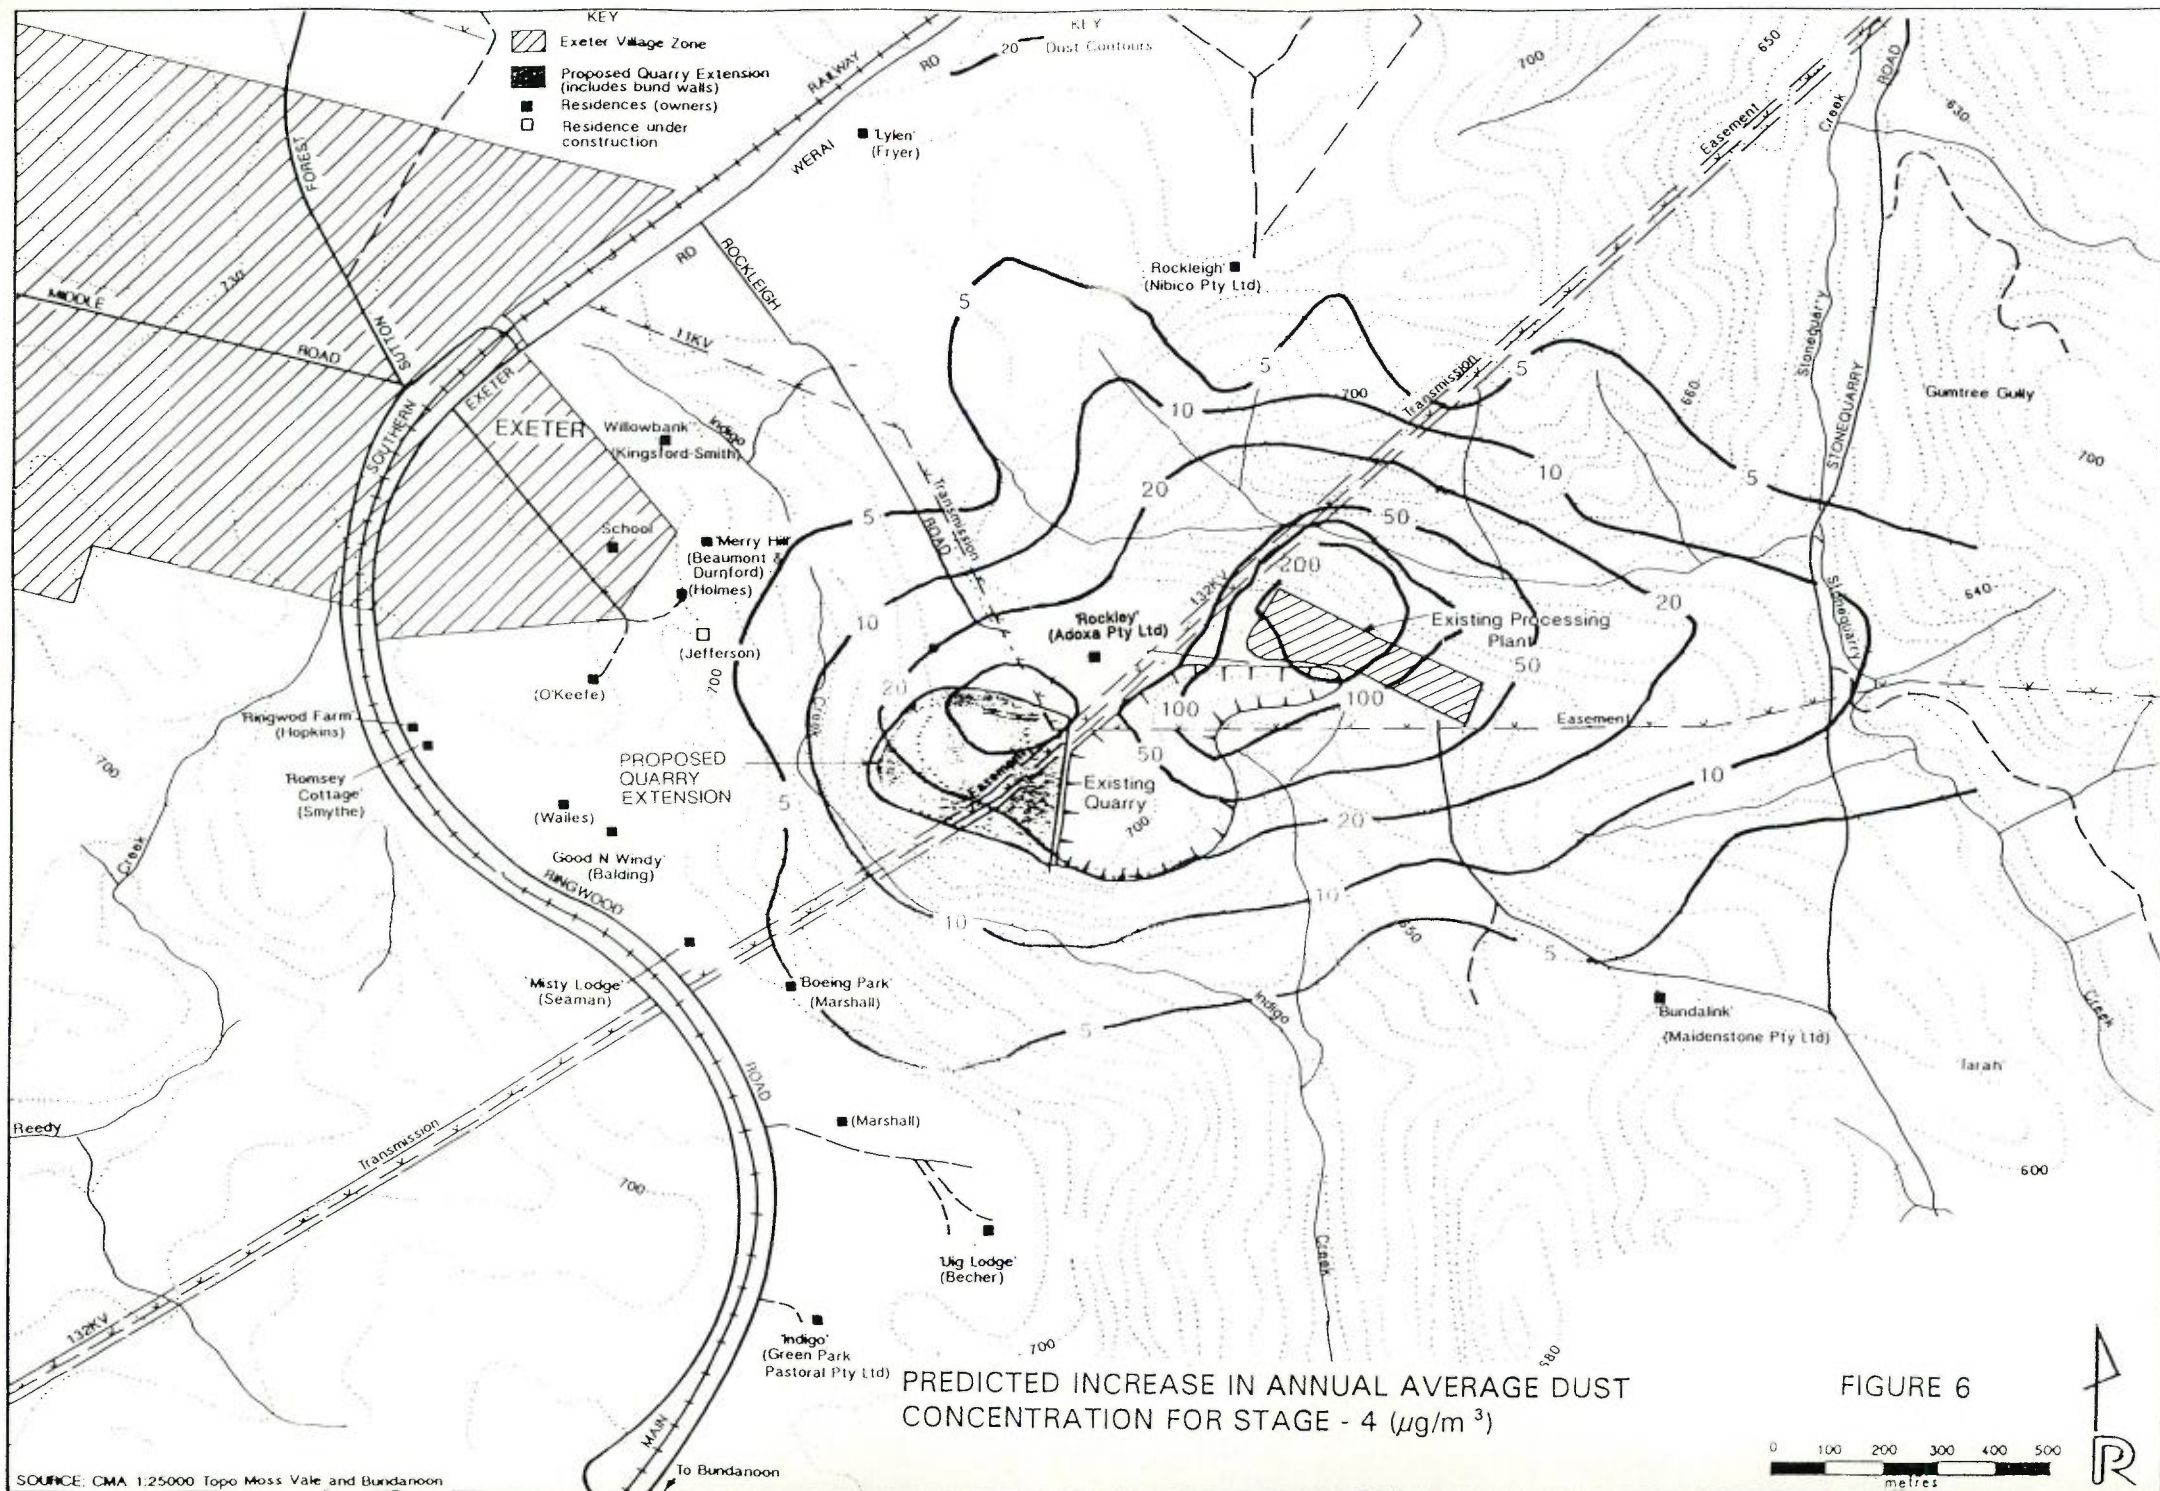 KEY
Exeter Village Zone
Proposed Quarry Extension
(includes bund walls)
Residences (owners)
Residence under
construction
KEY
20 Dust Contours
RAILWAY
RD
WERAI
'Lylen'
(Fryer)
700
650
Easement
Creek
ROAD
630
FOREST
730
MIDDLE
ROAD
SUTTON
RD
ROCKLEIGH
11KV
Rockleigh'
(Nibico Pty Ltd)
5
5
5
Transmission
700
660
Stonequarry
STONEQUARRY
'Gumtree Gully
700
SOUTHERN
EXETER
EXETER
Willowbank'
(Kingsford-Smith)
Indigo
10
10
5
20
Transmission
ROAD
5
50
School
'Merry Hill'
(Beaumont &
Durnford)
(Holmes)
(Jefferson)
700
200
132KV
20
Stonequarry
640
10
'Rockley'
(Adoxa Pty Ltd)
Existing Processing
Plant
50
(O'Keefe)
20
Creek
100
100
Easement
'Ringwod Farm'
(Hopkins)
700
'Romsey
Cottage'
(Smythe)
PROPOSED
QUARRY
EXTENSION
Easement
50
Existing
Quarry
700
10
5
20
(Wailes)
Good N Windy'
(Balding)
Creek
RINGWOOD
10
10
650
5
'Misty Lodge'
(Seaman)
'Boeing Park'
(Marshall)
5
Indigo
'Bundalink'
(Maidenstone Pty Ltd)
Creek
Tarah'
ROAD
(Marshall)
Reedy
Transmission
700
600
'Uig Lodge'
(Becher)
Creek
132KV
'Indigo'
(Green Park
Pastoral Pty Ltd)
700
680
PREDICTED INCREASE IN ANNUAL AVERAGE DUST
CONCENTRATION FOR STAGE - 4 (µg/m ³)
FIGURE 6
MAIN
To Bundanoon
0 100 200 300 400 500
metres
R
SOURCE: CMA 1:25000 Topo Moss Vale and Bundanoon